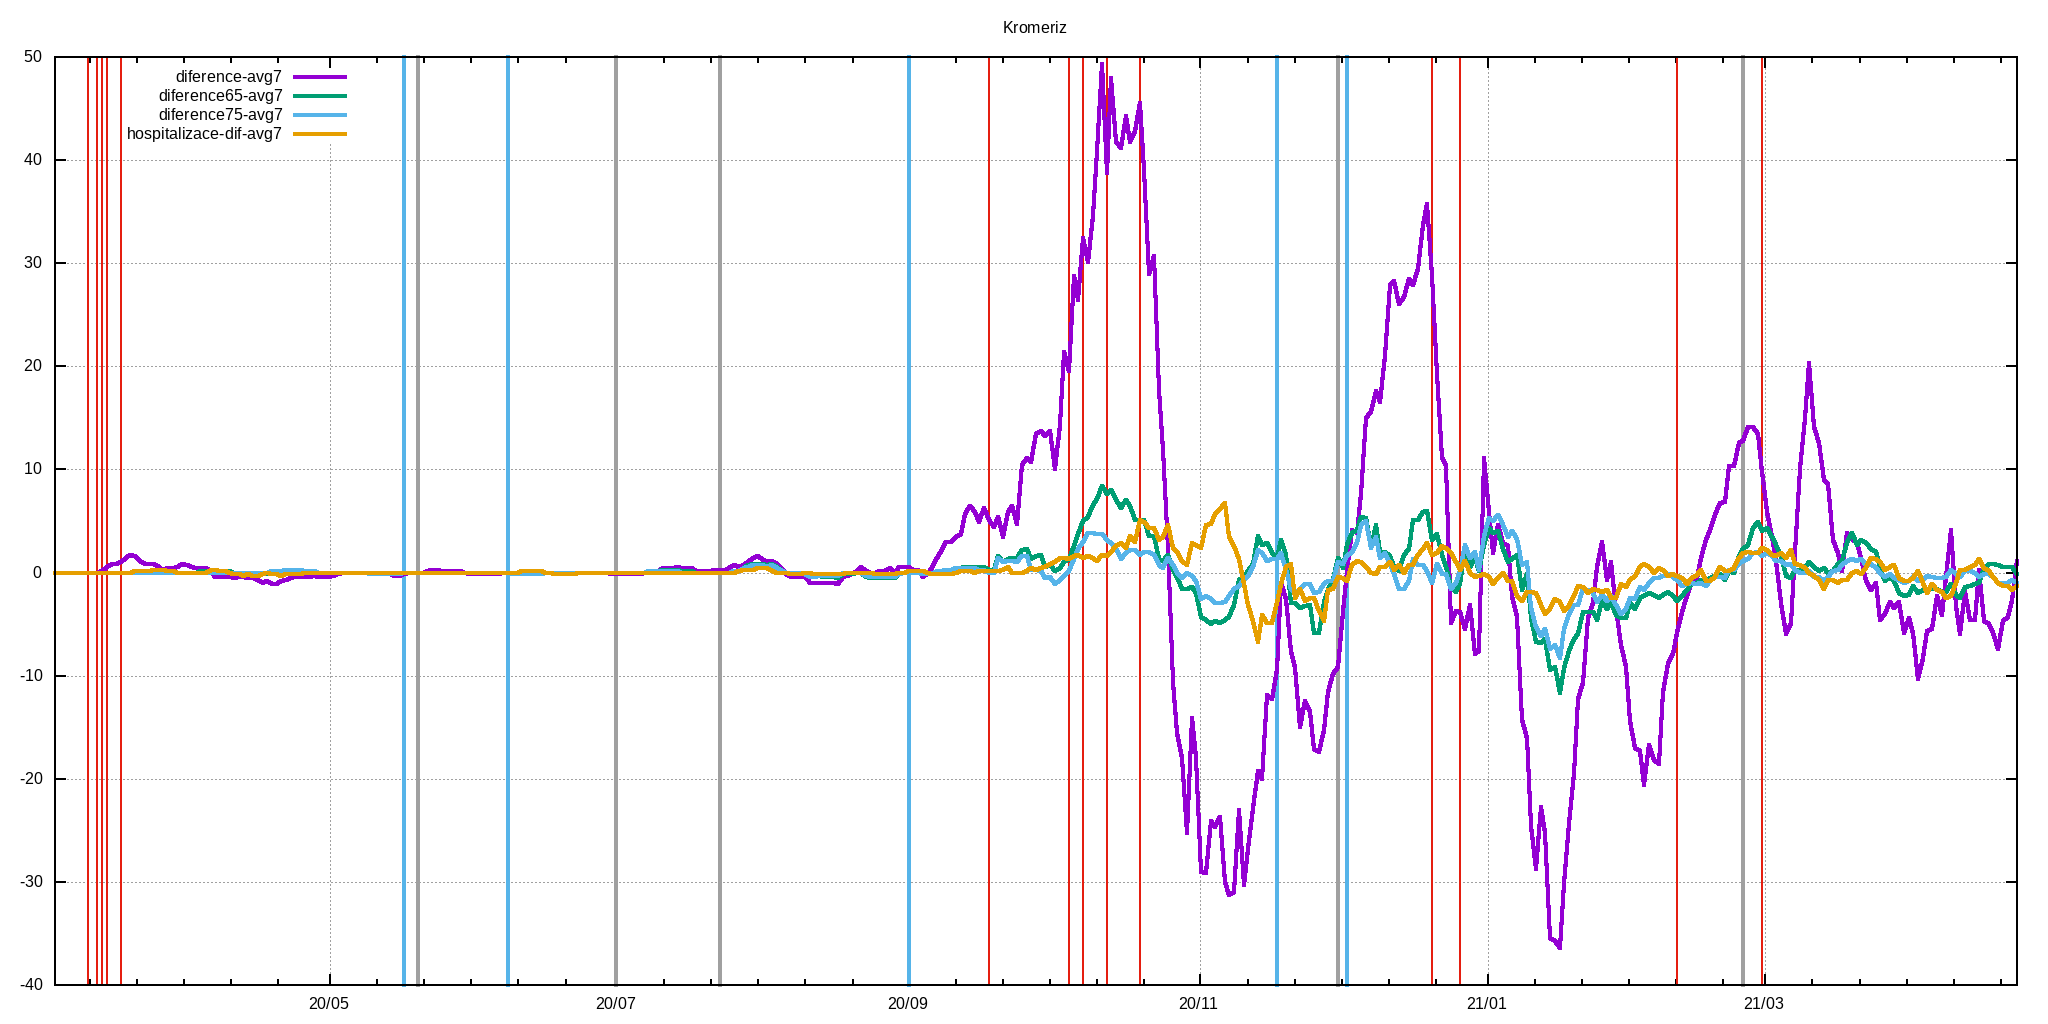 Kromeriz
diference-avg7
diference65-avg7
diference75-avg7
hospitalizace-dif-avg7
50
40
30
20
10
0
-10
-20
-30
-40
20/05 20/07 20/09 20/11 21/01 21/03